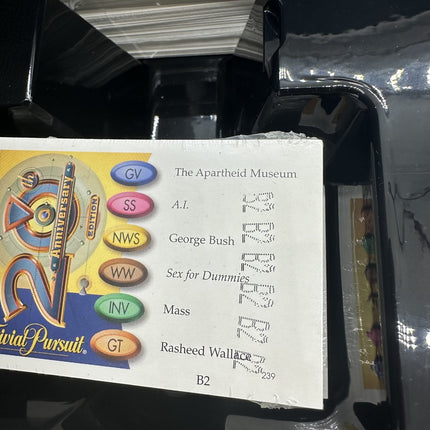 GV The Apartheid Museum
SS A.I.
NWS George Bush
WW Sex for Dummies
INV Mass
GT Rasheed Wallace
B2
239
20
's
Anniversary
EDITION
Trivial Pursuit®
B2 B2 B2 B2 B2 B2